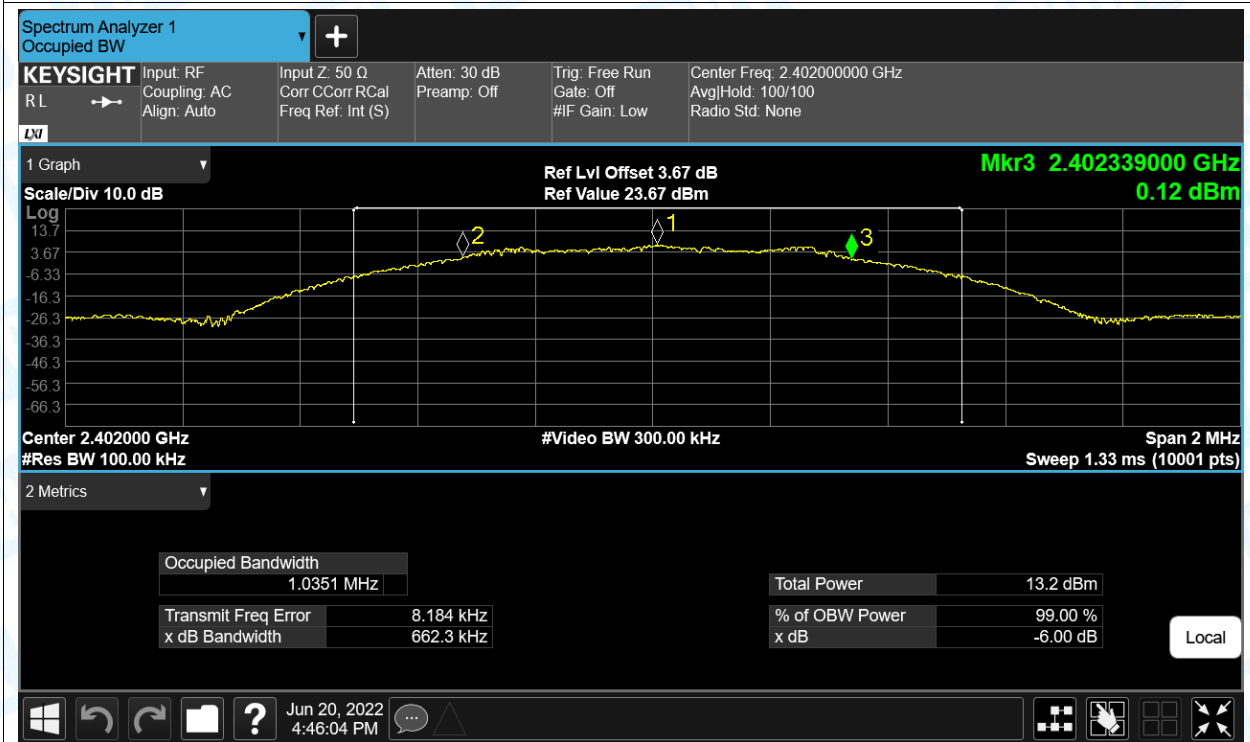 Spectrum Analyzer 1
Occupied BW
KEYSIGHT
R L
LXI
Input: RF
Coupling: AC
Align: Auto
Input Z: 50 Ω
Corr CCorr RCal
Freq Ref: Int (S)
Atten: 30 dB
Preamp: Off
Trig: Free Run
Gate: Off
#IF Gain: Low
Center Freq: 2.402000000 GHz
Avg|Hold: 100/100
Radio Std: None
1 Graph
Scale/Div 10.0 dB
Ref Lvl Offset 3.67 dB
Ref Value 23.67 dBm
Mkr3 2.402339000 GHz
0.12 dBm
Log
13.7
3.67
-6.33
-16.3
-26.3
-36.3
-46.3
-56.3
-66.3
2
1
3
Center 2.402000 GHz
#Video BW 300.00 kHz
Span 2 MHz
#Res BW 100.00 kHz
Sweep 1.33 ms (10001 pts)
2 Metrics
Occupied Bandwidth
1.0351 MHz
Transmit Freq Error 8.184 kHz
x dB Bandwidth 662.3 kHz
Total Power 13.2 dBm
% of OBW Power 99.00 %
x dB -6.00 dB
Local
?
Jun 20, 2022
4:46:04 PM